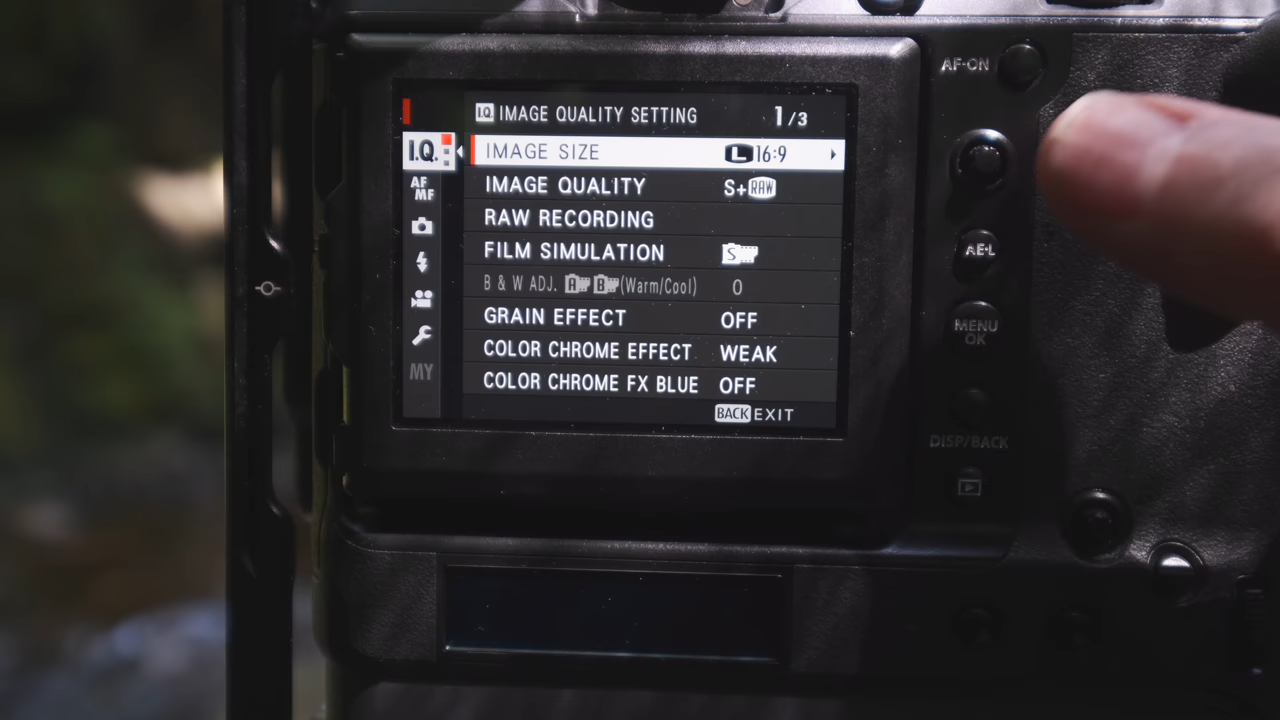 I.Q. IMAGE QUALITY SETTING 1/3
I.Q. IMAGE SIZE L 16:9
AF MF IMAGE QUALITY S+RAW
RAW RECORDING
FILM SIMULATION S
B & W ADJ. A B (Warm/Cool) 0
GRAIN EFFECT OFF
MY COLOR CHROME EFFECT WEAK
COLOR CHROME FX BLUE OFF
BACK EXIT
AF-ON
AE-L
MENU
OK
DISP/BACK